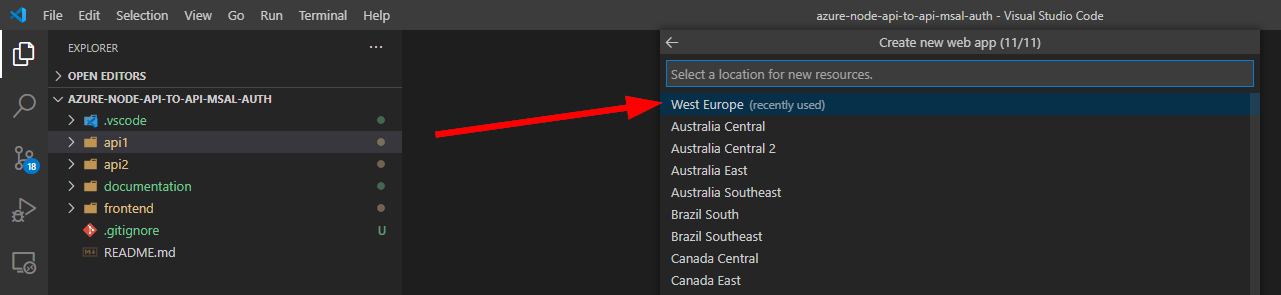 File Edit Selection View Go Run Terminal Help azure-node-api-to-api-msal-auth - Visual Studio Code
EXPLORER ···
OPEN EDITORS
AZURE-NODE-API-TO-API-MSAL-AUTH
.vscode
api1
api2
documentation
frontend
.gitignore U
README.md
18
Create new web app (11/11)
Select a location for new resources.
West Europe (recently used)
Australia Central
Australia Central 2
Australia East
Australia Southeast
Brazil South
Brazil Southeast
Canada Central
Canada East